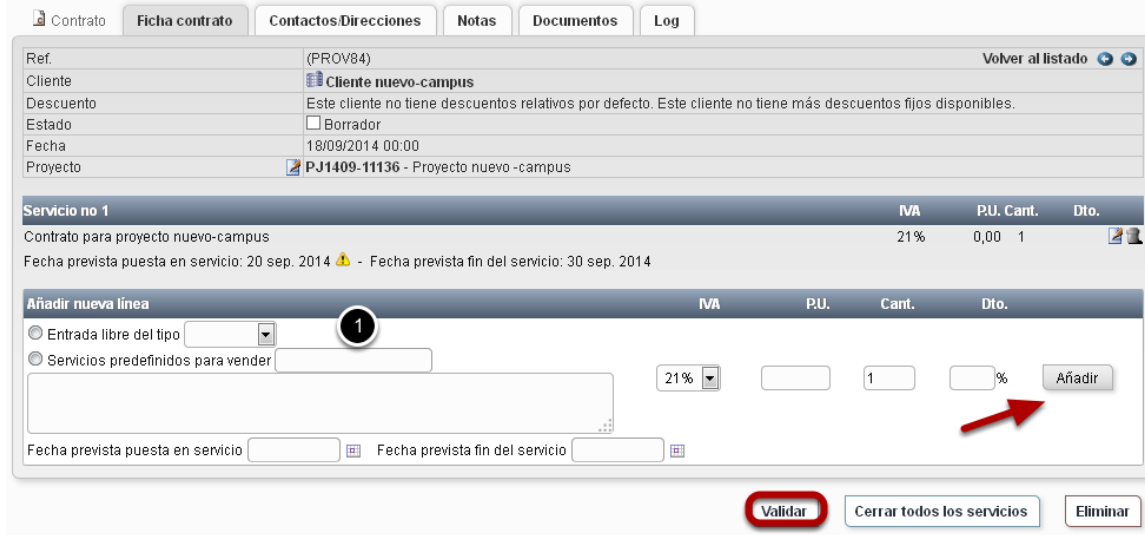 Contrato Ficha contrato Contactos/Direcciones Notas Documentos Log
Ref. (PROV84) Volver al listado
Cliente Cliente nuevo-campus
Descuento Este cliente no tiene descuentos relativos por defecto. Este cliente no tiene más descuentos fijos disponibles.
Estado Borrador
Fecha 18/09/2014 00:00
Proyecto PJ1409-11136 - Proyecto nuevo -campus
Servicio no 1 IVA P.U. Cant. Dto.
Contrato para proyecto nuevo-campus 21% 0,00 1
Fecha prevista puesta en servicio: 20 sep. 2014 - Fecha prevista fin del servicio: 30 sep. 2014
Añadir nueva línea IVA P.U. Cant. Dto.
Entrada libre del tipo 1
Servicios predefinidos para vender
21% 1 % Añadir
Fecha prevista puesta en servicio Fecha prevista fin del servicio
Validar Cerrar todos los servicios Eliminar